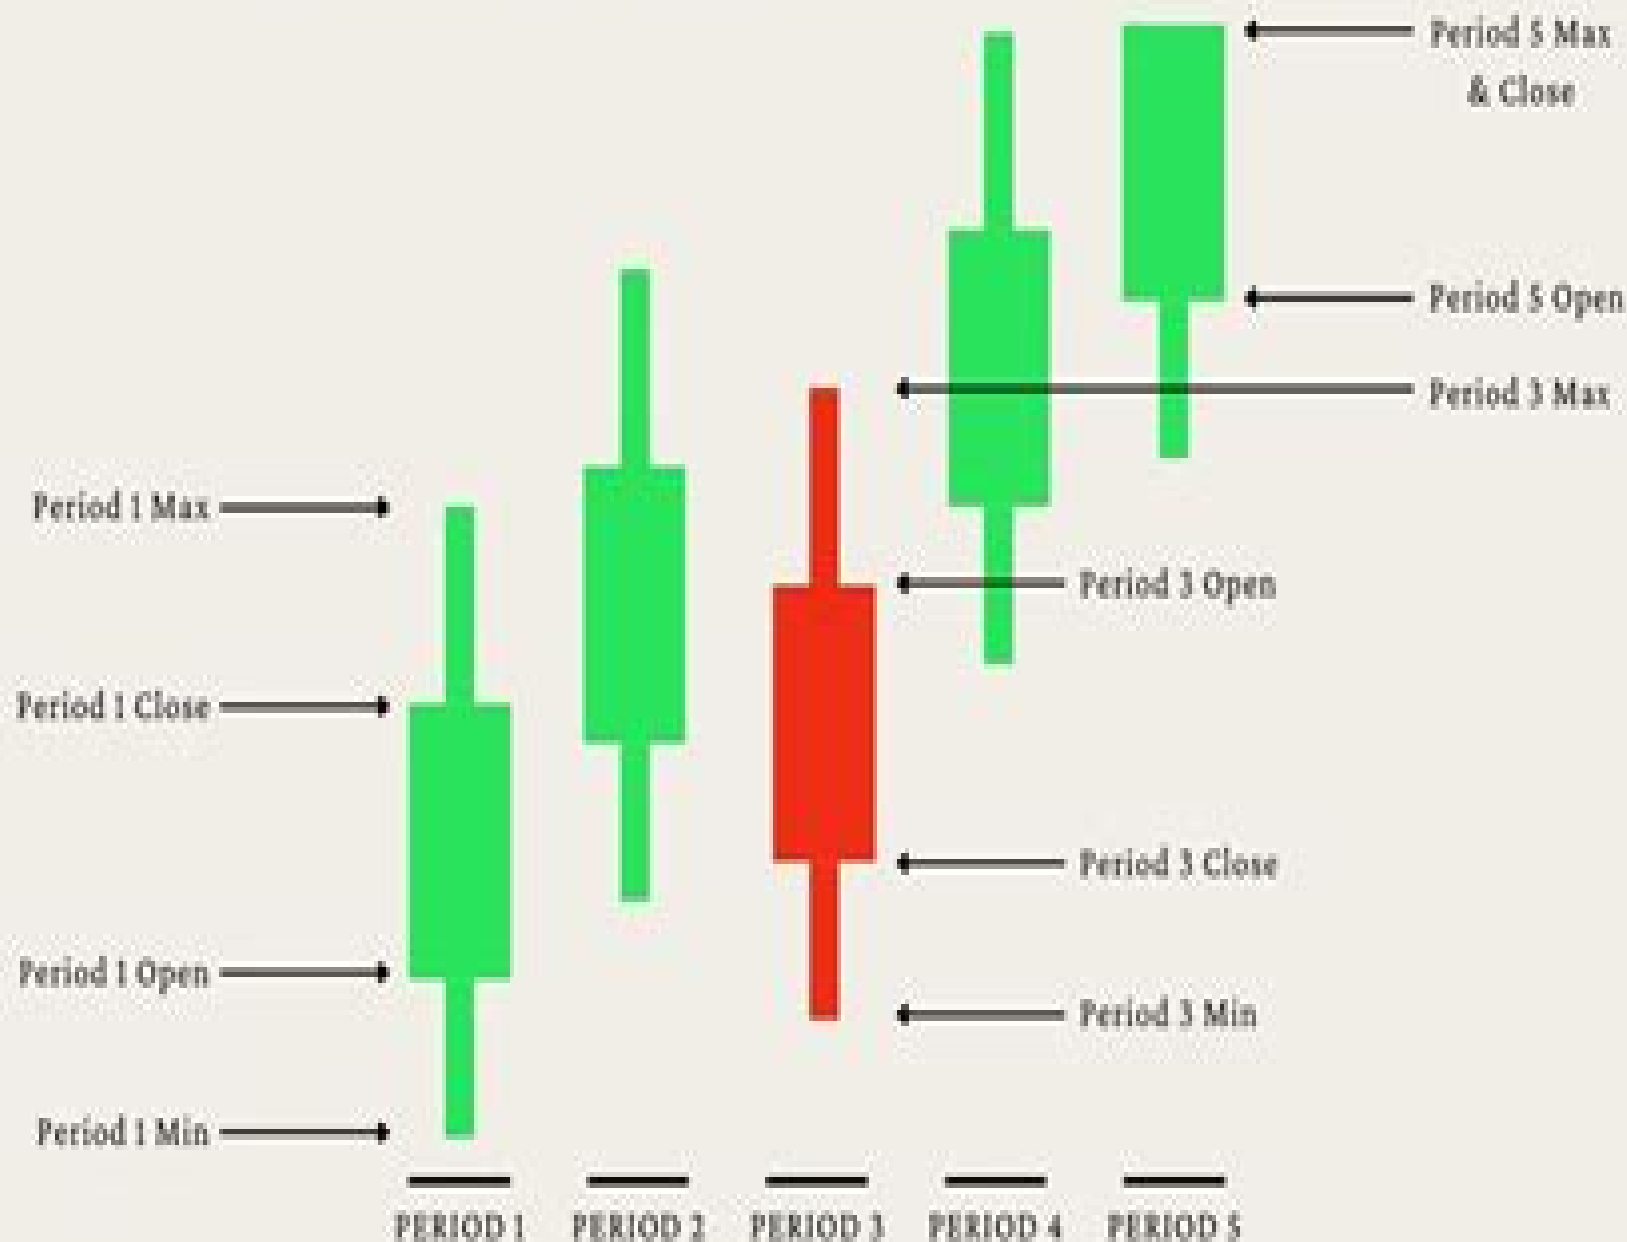 Period 5 Max
& Close
Period 5 Open
Period 3 Max
Period 1 Max
Period 3 Open
Period 1 Close
Period 3 Close
Period 1 Open
Period 3 Min
Period 1 Min
PERIOD 1
PERIOD 2
PERIOD 3
PERIOD 4
PERIOD 5